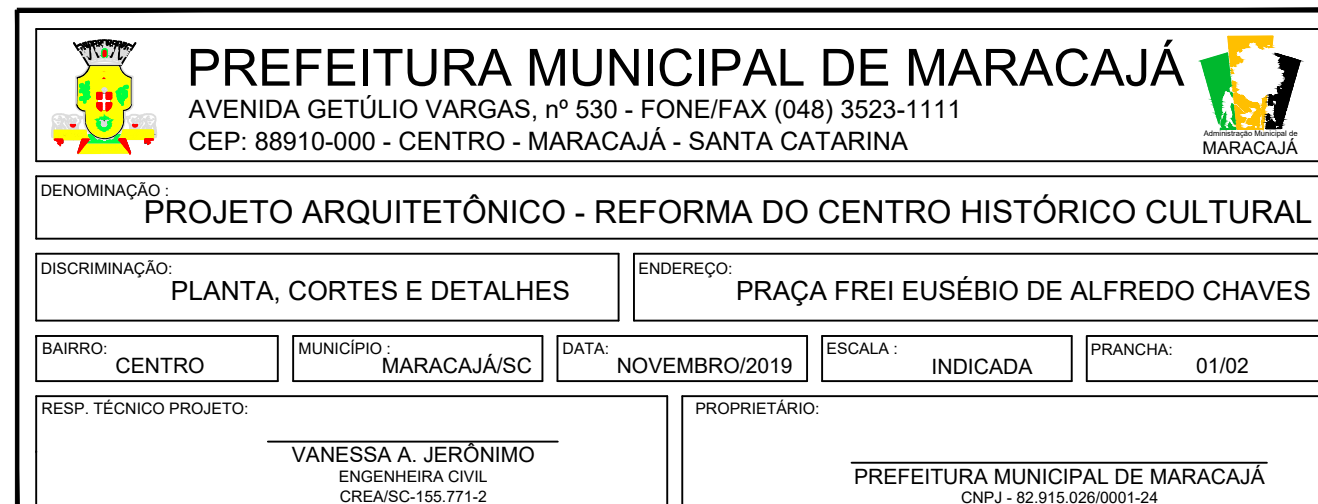 PREFEITURA MUNICIPAL DE MARACAJÁ
AVENIDA GETÚLIO VARGAS, nº 530 - FONE/FAX (048) 3523-1111
CEP: 88910-000 - CENTRO - MARACAJÁ - SANTA CATARINA
Administração Municipal de
MARACAJÁ
DENOMINAÇÃO :
PROJETO ARQUITETÔNICO - REFORMA DO CENTRO HISTÓRICO CULTURAL
DISCRIMINAÇÃO:
PLANTA, CORTES E DETALHES
ENDEREÇO:
PRAÇA FREI EUSÉBIO DE ALFREDO CHAVES
BAIRRO:
CENTRO
MUNICÍPIO :
MARACAJÁ/SC
DATA:
NOVEMBRO/2019
ESCALA :
INDICADA
PRANCHA:
01/02
RESP. TÉCNICO PROJETO:
VANESSA A. JERÔNIMO
ENGENHEIRA CIVIL
CREA/SC-155.771-2
PROPRIETÁRIO:
PREFEITURA MUNICIPAL DE MARACAJÁ
CNPJ - 82.915.026/0001-24